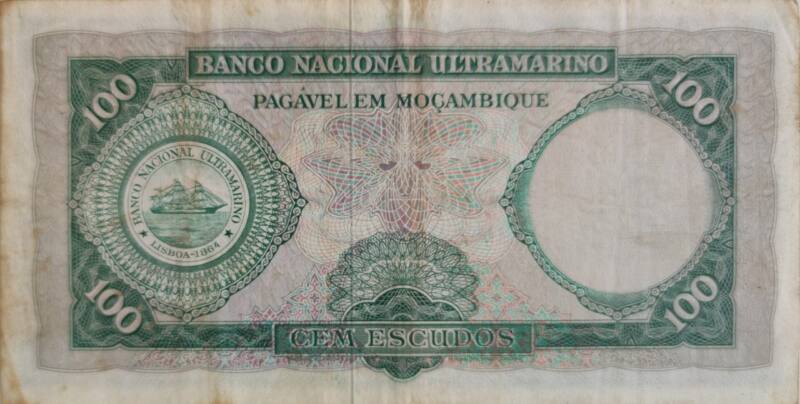 BANCO NACIONAL ULTRAMARINO
PAGÁVEL EM MOÇAMBIQUE
100
100
BANCO NACIONAL ULTRAMARINO
LISBOA-1864
100
100
CEM ESCUDOS